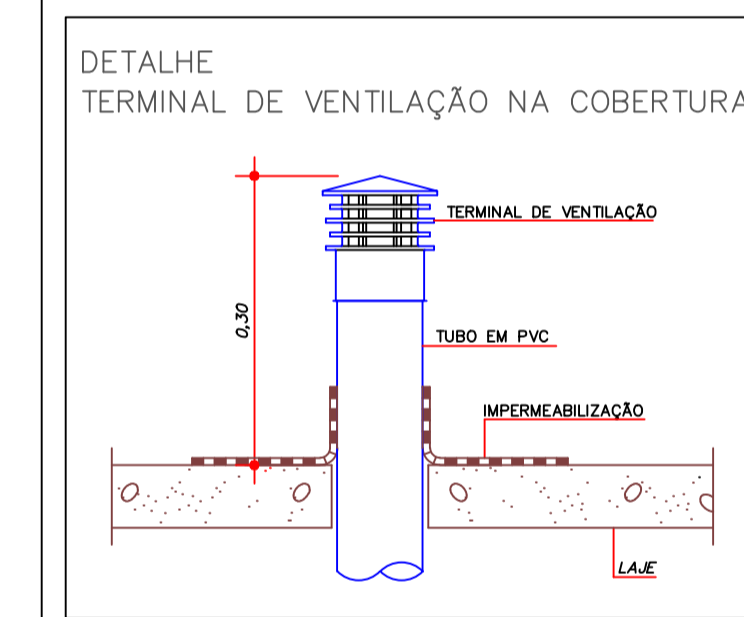 DETALHE
TERMINAL DE VENTILAÇÃO NA COBERTURA
TERMINAL DE VENTILAÇÃO
0,30
TUBO EM PVC
IMPERMEABILIZAÇÃO
LAJE